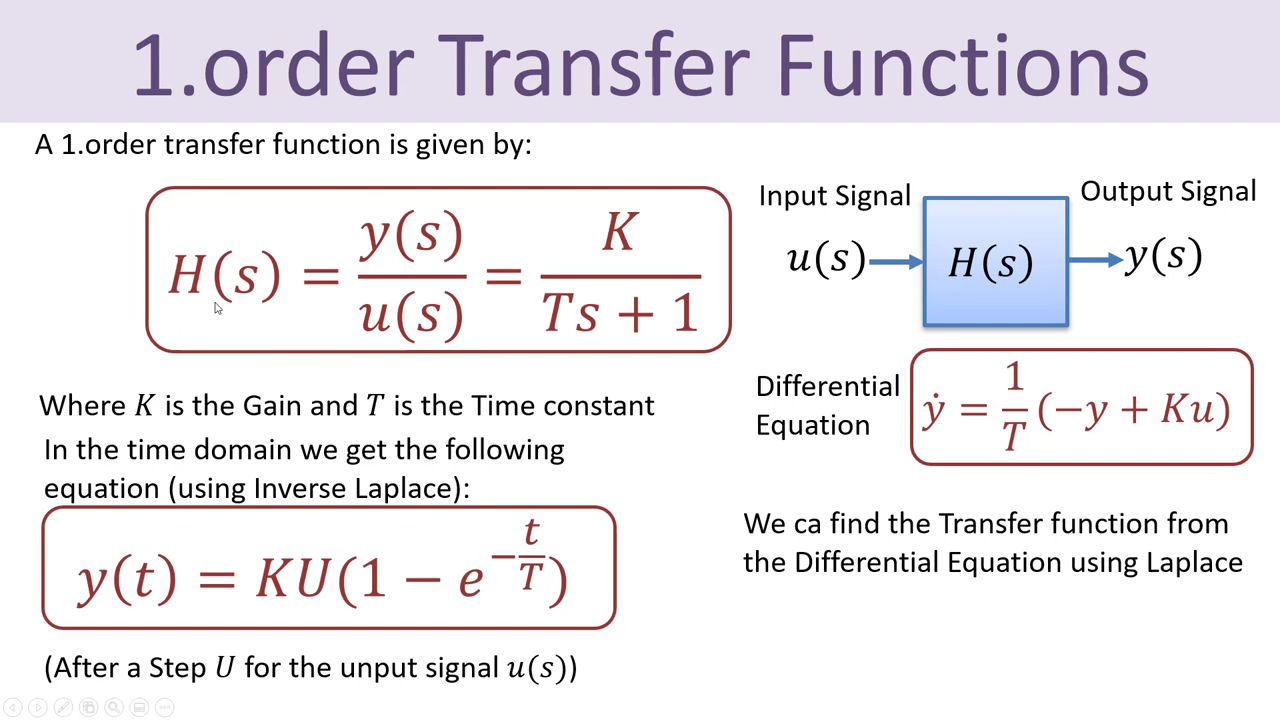 1.order Transfer Functions
A 1.order transfer function is given by:
H(s) = y(s)/u(s) = K/(Ts + 1)
Where K is the Gain and T is the Time constant
In the time domain we get the following
equation (using Inverse Laplace):
y(t) = KU(1 − e^(−t/T))
(After a Step U for the unput signal u(s))
Input Signal
Output Signal
u(s)
H(s)
y(s)
Differential
Equation
ẏ = 1/T(−y + Ku)
We ca find the Transfer function from
the Differential Equation using Laplace